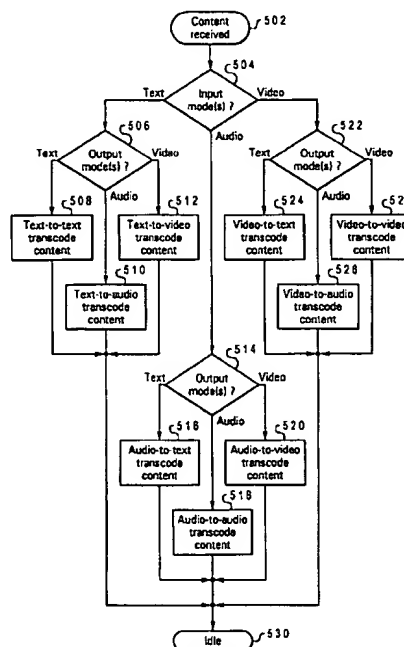 Content
received
502
504
Input
mode(s) ?
Text
Video
Audio
506
Output
mode(s) ?
Text
Video
Audio
522
Output
mode(s) ?
Text
Video
Audio
508
Text-to-text
transcode
content
512
Text-to-video
transcode
content
524
Video-to-text
transcode
content
52
Video-to-video
transcode
content
510
Text-to-audio
transcode
content
526
Video-to-audio
transcode
content
514
Output
mode(s) ?
Text
Video
Audio
516
Audio-to-text
transcode
content
520
Audio-to-video
transcode
content
518
Audio-to-audio
transcode
content
Idle
530